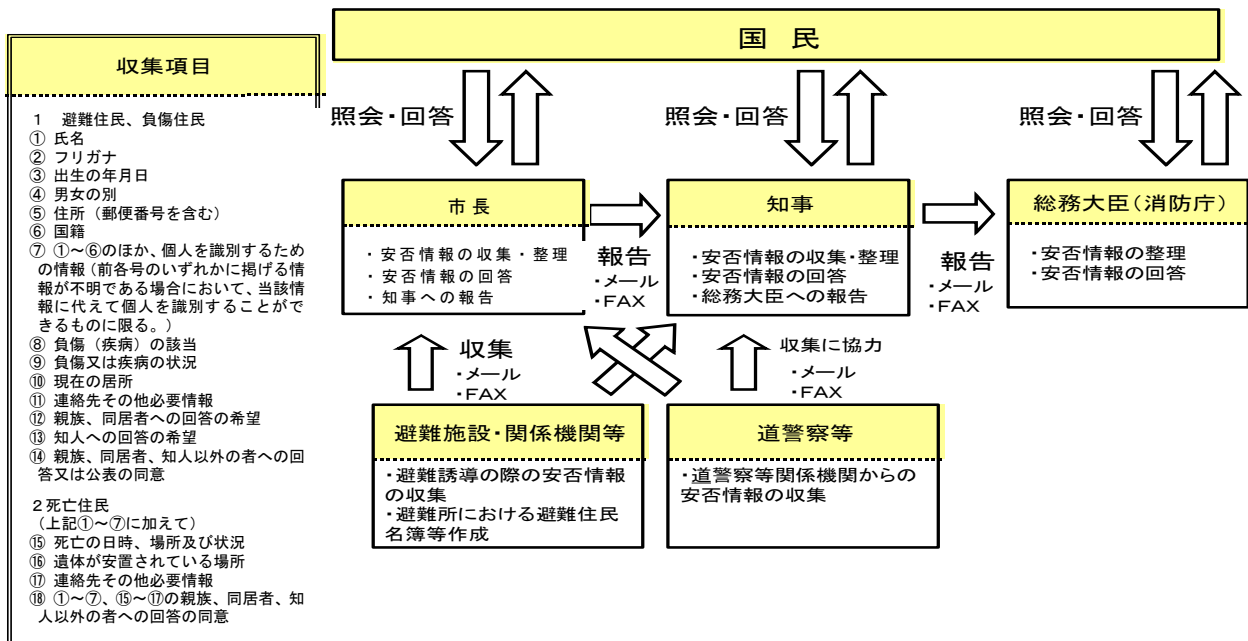 国 民
収集項目
1 避難住民、負傷住民
① 氏名
② フリガナ
③ 出生の年月日
④ 男女の別
⑤ 住所（郵便番号を含む）
⑥ 国籍
⑦ ①～⑥のほか、個人を識別するため
の情報（前各号のいずれかに掲げる情
報が不明である場合において、当該情
報に代えて個人を識別することがで
きるものに限る。）
⑧ 負傷（疾病）の該当
⑨ 負傷又は疾病の状況
⑩ 現在の居所
⑪ 連絡先その他必要情報
⑫ 親族、同居者への回答の希望
⑬ 知人への回答の希望
⑭ 親族、同居者、知人以外の者への回
答又は公表の同意
２死亡住民
（上記①～⑦に加えて）
⑮ 死亡の日時、場所及び状況
⑯ 遺体が安置されている場所
⑰ 連絡先その他必要情報
⑱ ①～⑦、⑮～⑰の親族、同居者、知
人以外の者への回答の同意
照会・回答
照会・回答
照会・回答
市長
・安否情報の収集・整理
・安否情報の回答
・知事への報告
報告
・メール
・FAX
知事
・安否情報の収集・整理
・安否情報の回答
・総務大臣への報告
報告
・メール
・FAX
総務大臣（消防庁）
・安否情報の整理
・安否情報の回答
収集
・メール
・FAX
収集に協力
・メール
・FAX
避難施設・関係機関等
・避難誘導の際の安否情報
の収集
・避難所における避難住民
名簿等作成
道警察等
・道警察等関係機関からの
安否情報の収集